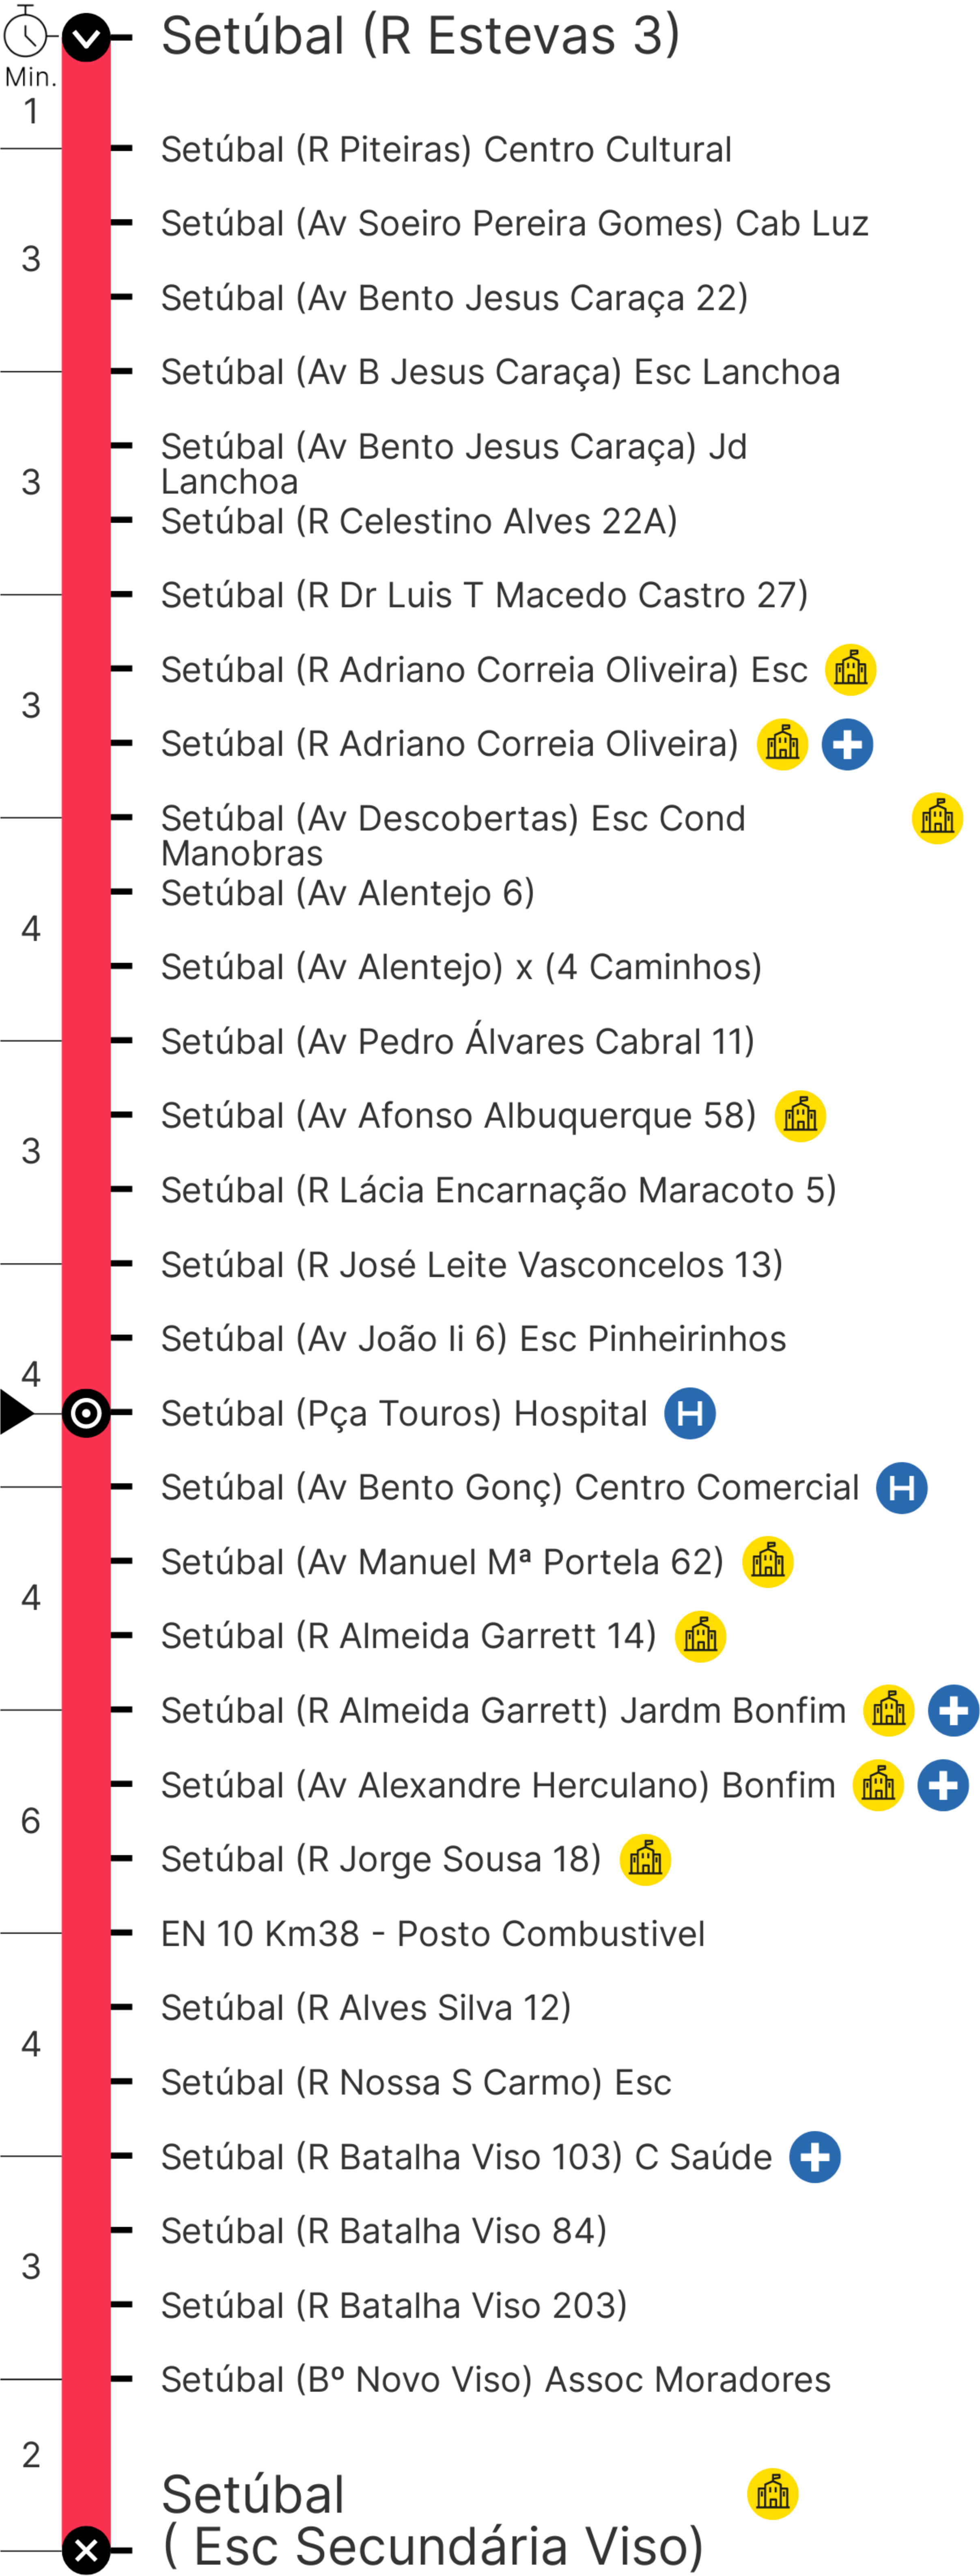 Setúbal (R Estevas 3)
Min.
1
Setúbal (R Piteiras) Centro Cultural
Setúbal (Av Soeiro Pereira Gomes) Cab Luz
3
Setúbal (Av Bento Jesus Caraça 22)
Setúbal (Av B Jesus Caraça) Esc Lanchoa
Setúbal (Av Bento Jesus Caraça) Jd
Lanchoa
3
Setúbal (R Celestino Alves 22A)
Setúbal (R Dr Luis T Macedo Castro 27)
Setúbal (R Adriano Correia Oliveira) Esc
3
Setúbal (R Adriano Correia Oliveira)
Setúbal (Av Descobertas) Esc Cond
Manobras
Setúbal (Av Alentejo 6)
4
Setúbal (Av Alentejo) x (4 Caminhos)
Setúbal (Av Pedro Álvares Cabral 11)
Setúbal (Av Afonso Albuquerque 58)
3
Setúbal (R Lácia Encarnação Maracoto 5)
Setúbal (R José Leite Vasconcelos 13)
Setúbal (Av João Ii 6) Esc Pinheirinhos
4
Setúbal (Pça Touros) Hospital H
Setúbal (Av Bento Gonç) Centro Comercial H
Setúbal (Av Manuel Mª Portela 62)
4
Setúbal (R Almeida Garrett 14)
Setúbal (R Almeida Garrett) Jardm Bonfim
Setúbal (Av Alexandre Herculano) Bonfim
6
Setúbal (R Jorge Sousa 18)
EN 10 Km38 - Posto Combustivel
Setúbal (R Alves Silva 12)
4
Setúbal (R Nossa S Carmo) Esc
Setúbal (R Batalha Viso 103) C Saúde
Setúbal (R Batalha Viso 84)
3
Setúbal (R Batalha Viso 203)
Setúbal (Bº Novo Viso) Assoc Moradores
2
Setúbal
( Esc Secundária Viso)